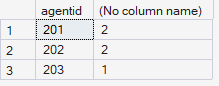 agentid (No column name)
1 201 2
2 202 2
3 203 1